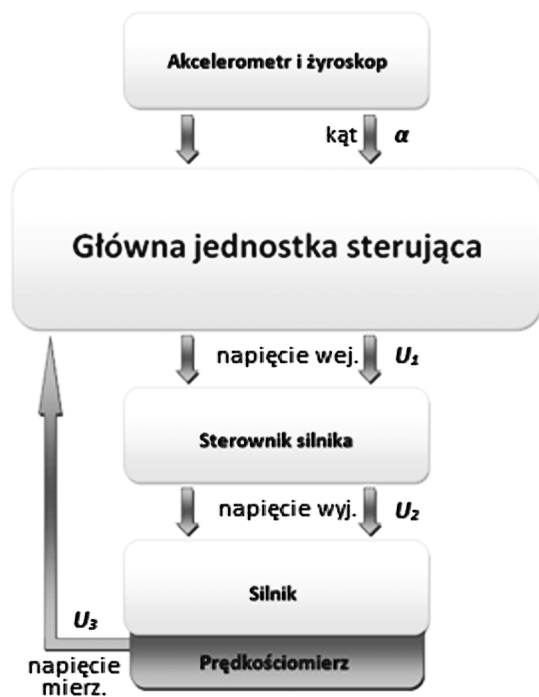 Akcelerometr i żyroskop
kąt α
Główna jednostka sterująca
napięcie wej. U₁
Sterownik silnika
napięcie wyj. U₂
Silnik
U₃
napięcie
mierz.
Prędkościomierz